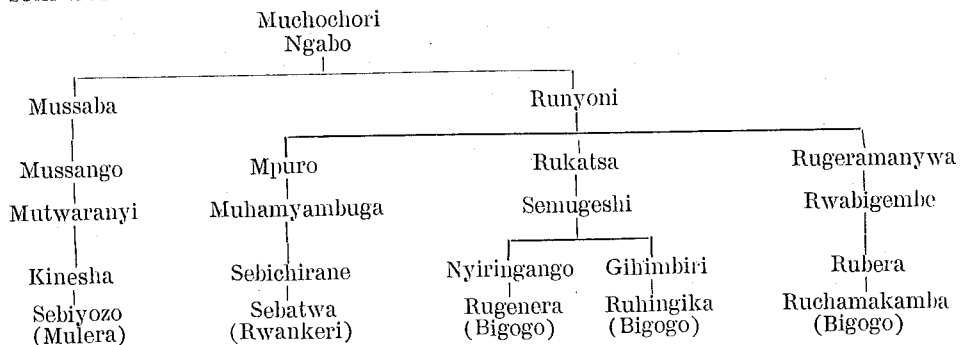 Muchochori
Ngabo
Mussaba Runyoni
Mussango Mpuro Rukatsa Rugeramanywa
Mutwaranyi Muhamyambuga Semugeshi Rwabigembe
Kinesha Sebichirane Nyiringango Gihimbiri Rubera
Sebiyozo Sebatwa Rugenera Ruhingika Ruchamakamba
(Mulera) (Rwankeri) (Bigogo) (Bigogo) (Bigogo)